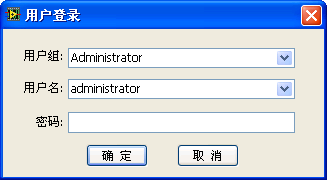 用户登录
用户组: Administrator
用户名: administrator
密码:
确 定 取 消